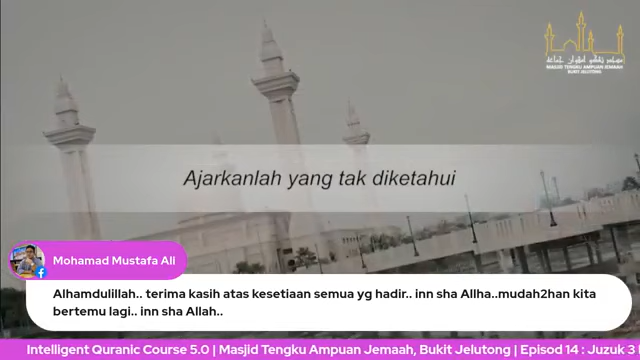 MASJID TENGKU AMPUAN JEMAAH
BUKIT JELUTONG
Ajarkanlah yang tak diketahui
Mohamad Mustafa Ali
Alhamdulillah.. terima kasih atas kesetiaan semua yg hadir.. inn sha Allha..mudah2han kita
bertemu lagi.. inn sha Allah..
Intelligent Quranic Course 5.0 | Masjid Tengku Ampuan Jemaah, Bukit Jelutong | Episod 14 : Juzuk 3